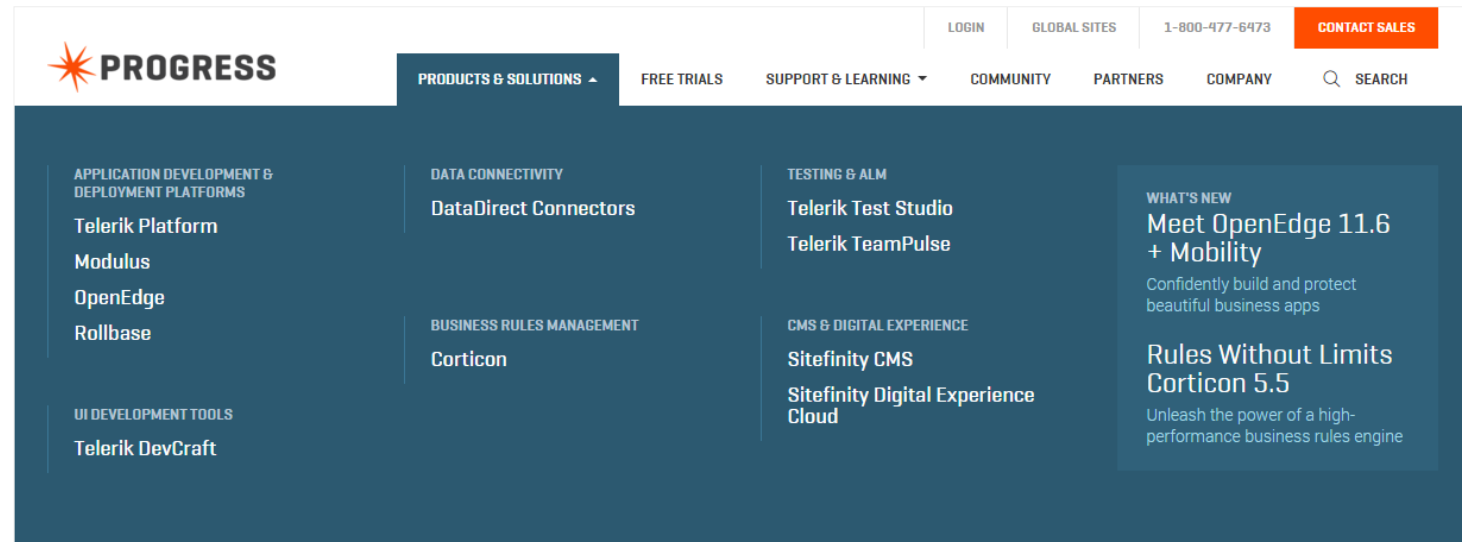 LOGIN
GLOBAL SITES
1-800-477-6473
CONTACT SALES
PROGRESS
PRODUCTS & SOLUTIONS
FREE TRIALS
SUPPORT & LEARNING
COMMUNITY
PARTNERS
COMPANY
SEARCH
APPLICATION DEVELOPMENT &
DEPLOYMENT PLATFORMS
Telerik Platform
Modulus
OpenEdge
Rollbase
UI DEVELOPMENT TOOLS
Telerik DevCraft
DATA CONNECTIVITY
DataDirect Connectors
BUSINESS RULES MANAGEMENT
Corticon
TESTING & ALM
Telerik Test Studio
Telerik TeamPulse
CMS & DIGITAL EXPERIENCE
Sitefinity CMS
Sitefinity Digital Experience
Cloud
WHAT'S NEW
Meet OpenEdge 11.6
+ Mobility
Confidently build and protect
beautiful business apps
Rules Without Limits
Corticon 5.5
Unleash the power of a high-
performance business rules engine